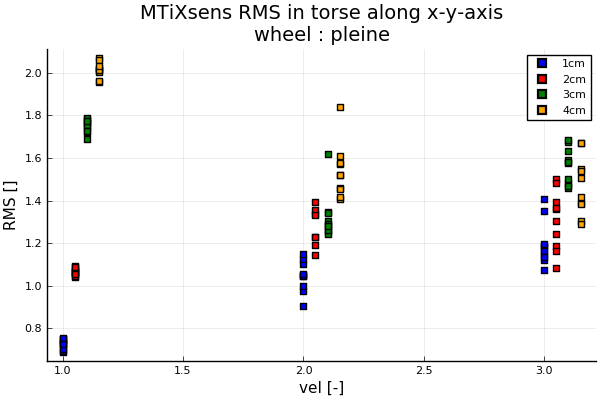 MTiXsens RMS in torse along x-y-axis
wheel : pleine
RMS []
2.0
1.8
1.6
1.4
1.2
1.0
0.8
1cm
2cm
3cm
4cm
1.0
1.5
2.0
2.5
3.0
vel [-]